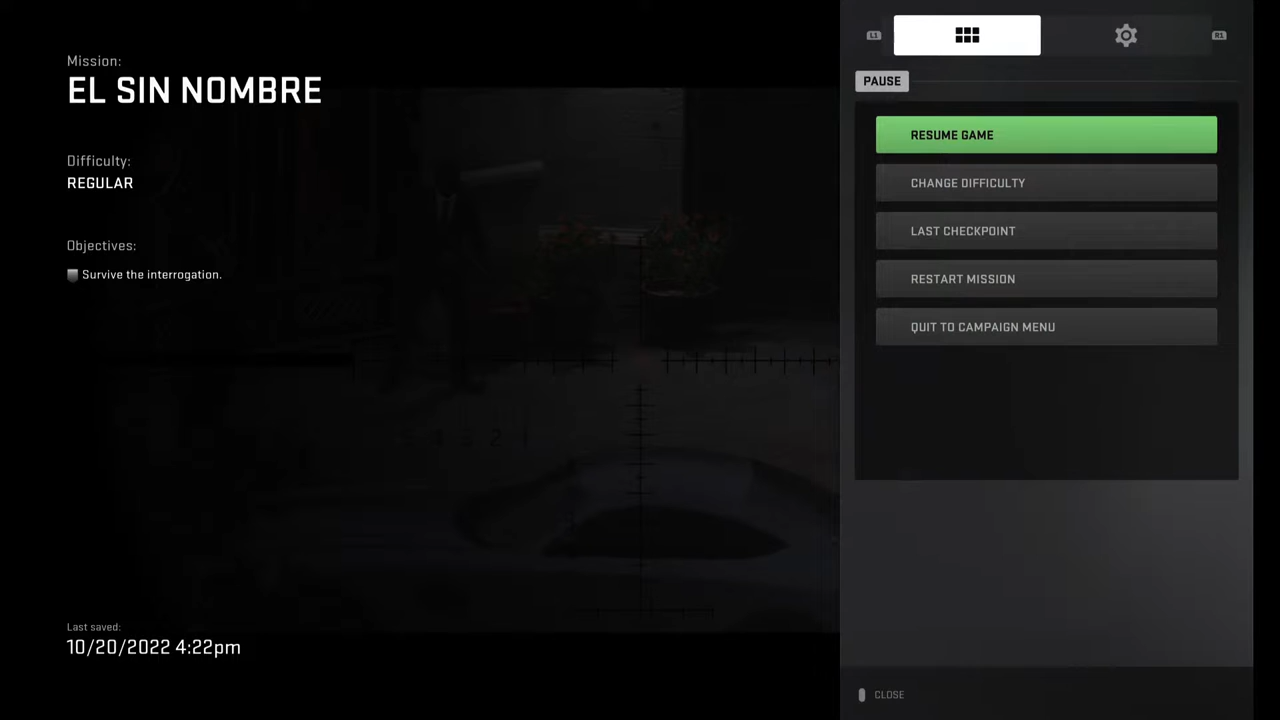 Mission:
EL SIN NOMBRE
Difficulty:
REGULAR
Objectives:
Survive the interrogation.
Last saved:
10/20/2022 4:22pm
L1
R1
PAUSE
RESUME GAME
CHANGE DIFFICULTY
LAST CHECKPOINT
RESTART MISSION
QUIT TO CAMPAIGN MENU
CLOSE